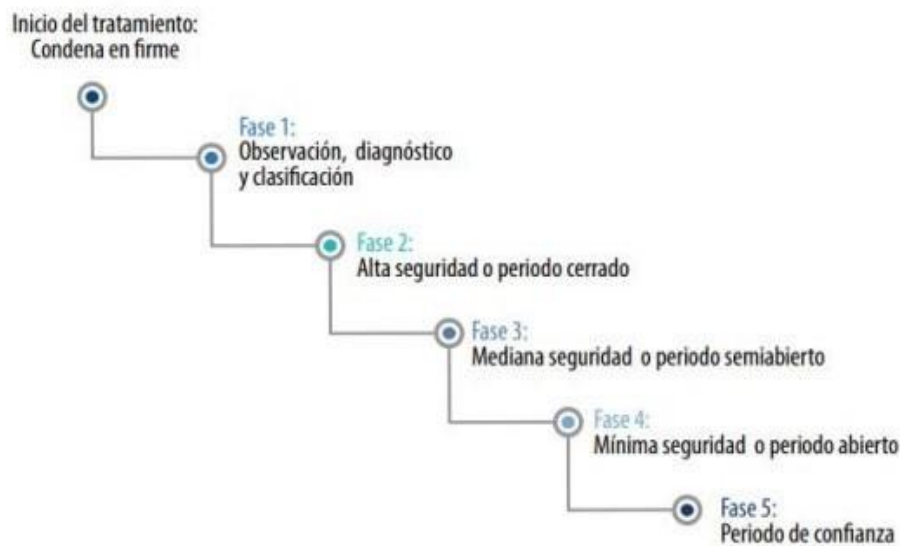 Inicio del tratamiento:
Condena en firme
Fase 1:
Observación, diagnóstico
y clasificación
Fase 2:
Alta seguridad o periodo cerrado
Fase 3:
Mediana seguridad o periodo semiabierto
Fase 4:
Mínima seguridad o periodo abierto
Fase 5:
Periodo de confianza